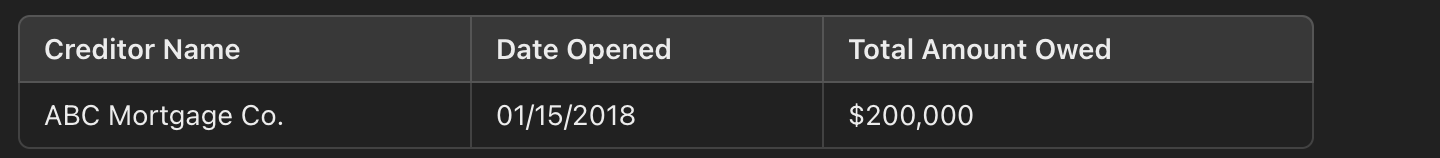 Creditor Name Date Opened Total Amount Owed
ABC Mortgage Co. 01/15/2018 $200,000